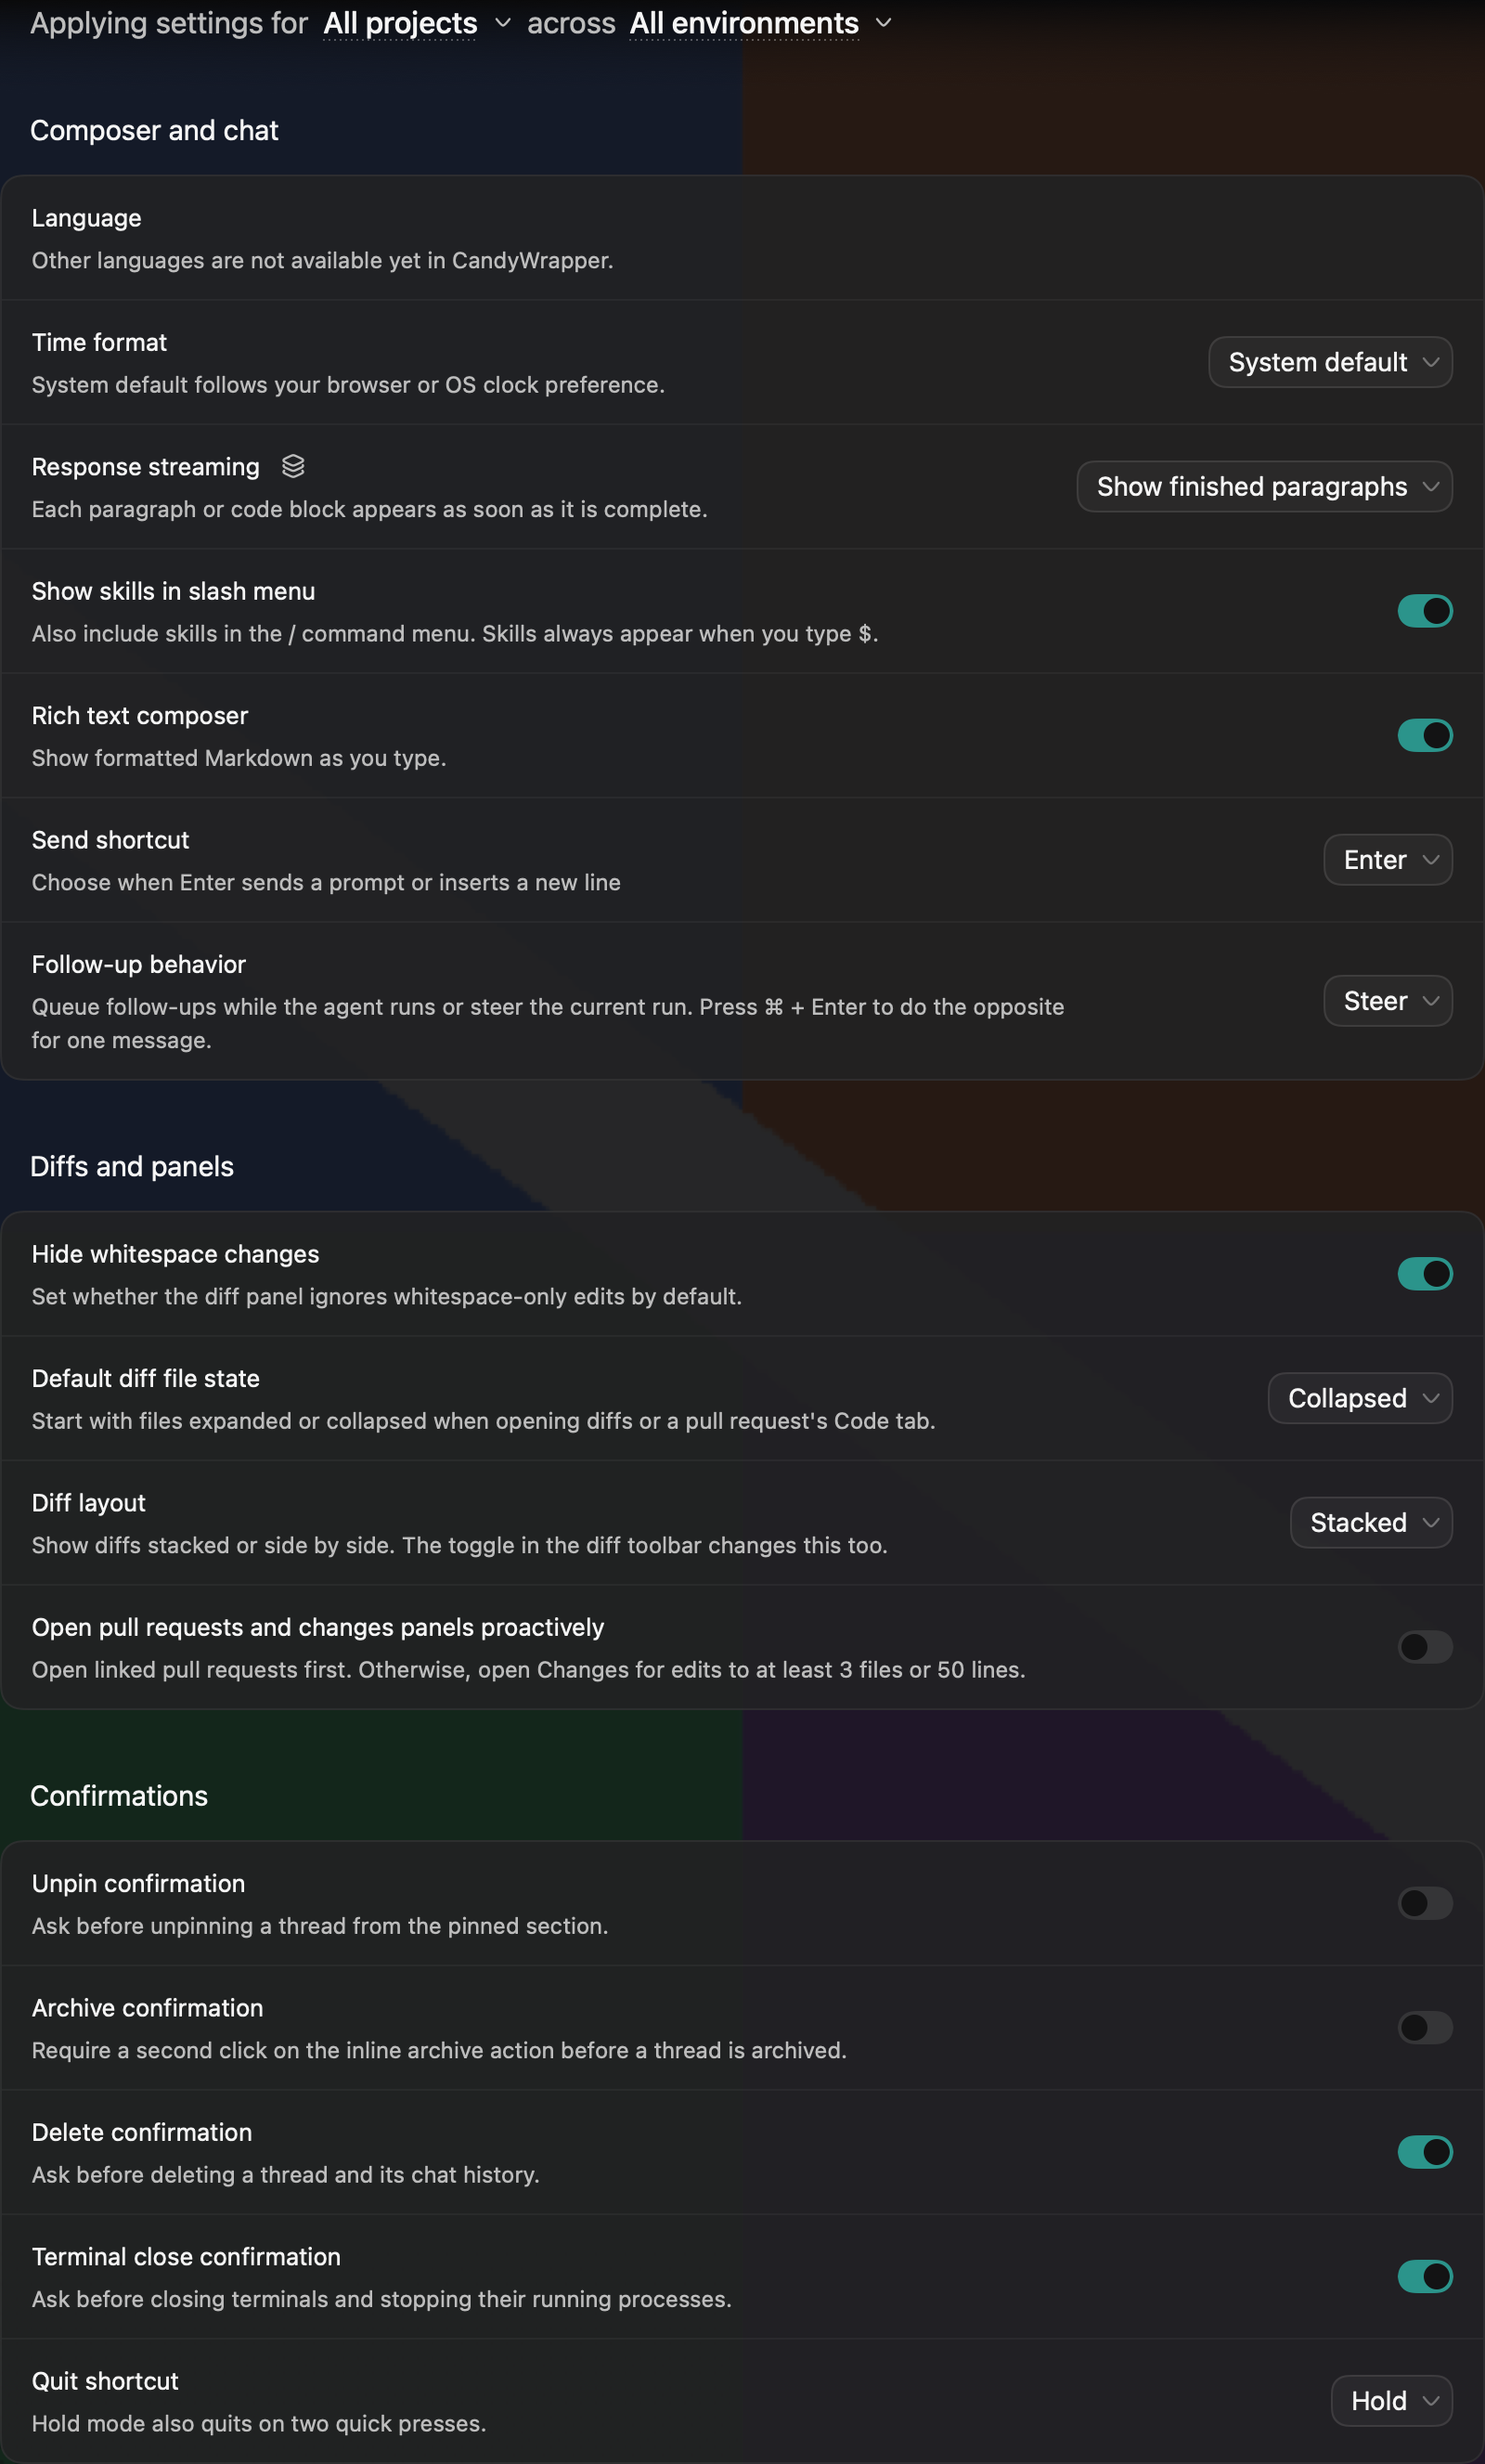 Applying settings for All projects across All environments
Composer and chat
Language
Other languages are not available yet in CandyWrapper.
Time format
System default follows your browser or OS clock preference.
System default
Response streaming
Each paragraph or code block appears as soon as it is complete.
Show finished paragraphs
Show skills in slash menu
Also include skills in the / command menu. Skills always appear when you type $.
Rich text composer
Show formatted Markdown as you type.
Send shortcut
Choose when Enter sends a prompt or inserts a new line
Enter
Follow-up behavior
Queue follow-ups while the agent runs or steer the current run. Press ⌘ + Enter to do the opposite
for one message.
Steer
Diffs and panels
Hide whitespace changes
Set whether the diff panel ignores whitespace-only edits by default.
Default diff file state
Start with files expanded or collapsed when opening diffs or a pull request's Code tab.
Collapsed
Diff layout
Show diffs stacked or side by side. The toggle in the diff toolbar changes this too.
Stacked
Open pull requests and changes panels proactively
Open linked pull requests first. Otherwise, open Changes for edits to at least 3 files or 50 lines.
Confirmations
Unpin confirmation
Ask before unpinning a thread from the pinned section.
Archive confirmation
Require a second click on the inline archive action before a thread is archived.
Delete confirmation
Ask before deleting a thread and its chat history.
Terminal close confirmation
Ask before closing terminals and stopping their running processes.
Quit shortcut
Hold mode also quits on two quick presses.
Hold